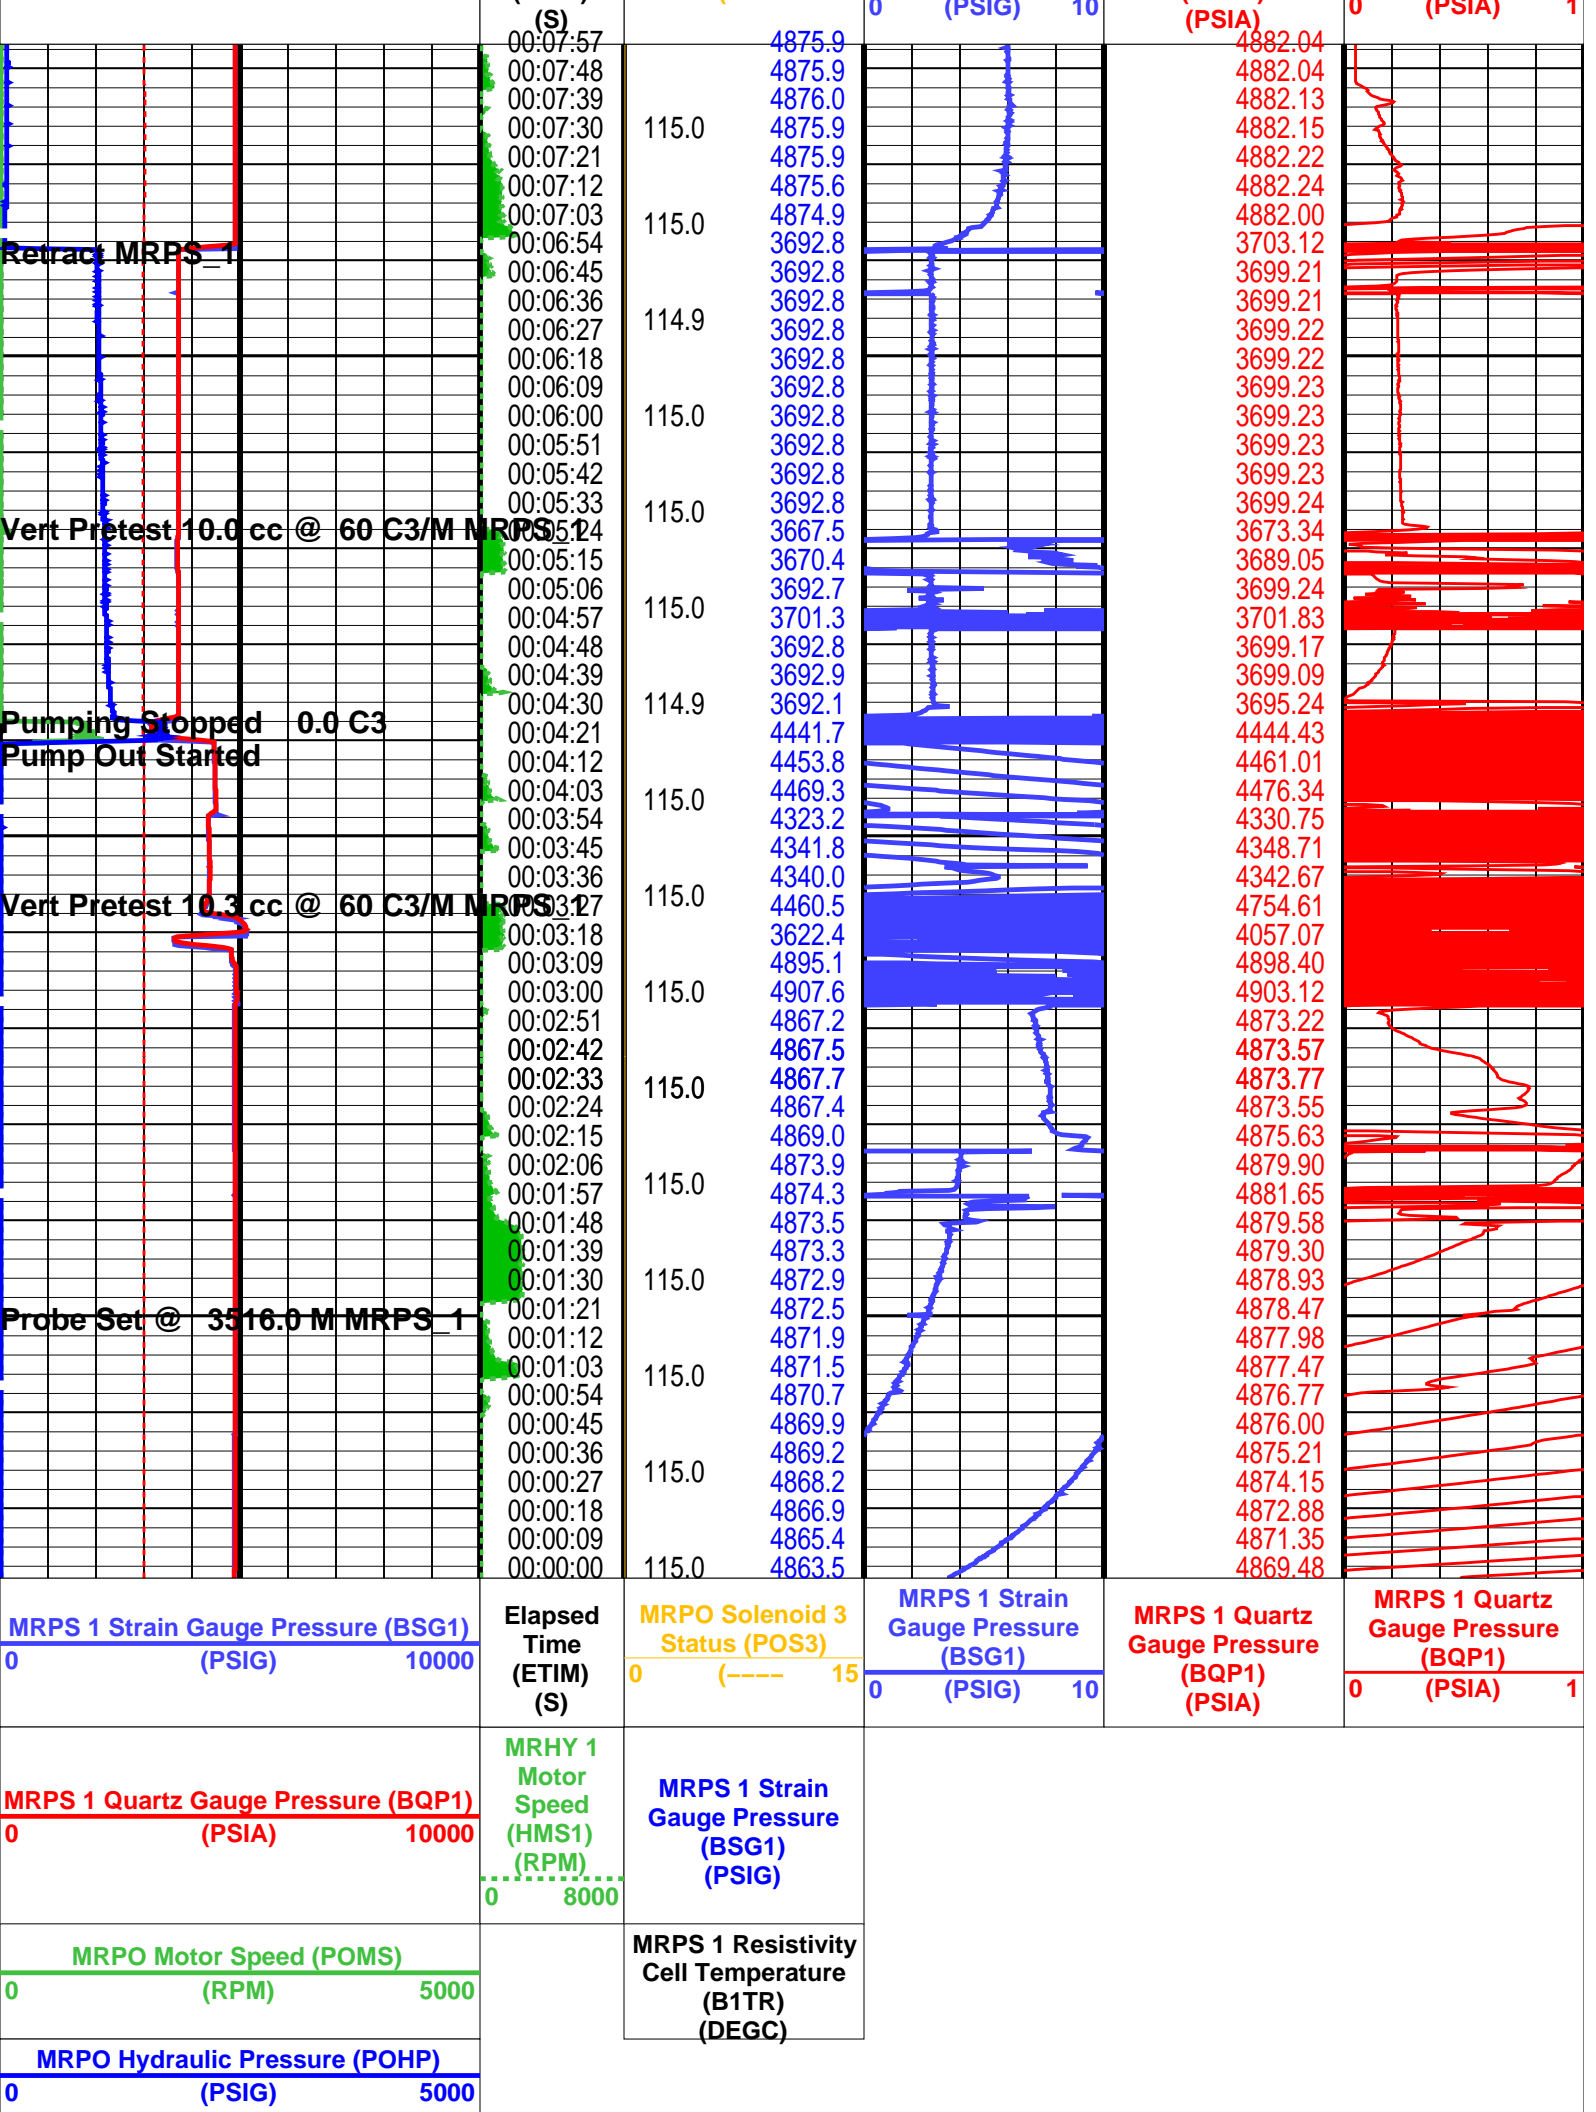 (S)
0 (PSIG) 10
(PSIA)
0 (PSIA) 1
00:07:57 4875.9 4882.04
00:07:48 4875.9 4882.04
00:07:39 4876.0 4882.13
00:07:30 115.0 4875.9 4882.15
00:07:21 4875.9 4882.22
00:07:12 4875.6 4882.24
00:07:03 115.0 4874.9 4882.00
00:06:54 3692.8 3703.12
Retract MRPS_1
00:06:45 3692.8 3699.21
00:06:36 3692.8 3699.21
00:06:27 114.9 3692.8 3699.22
00:06:18 3692.8 3699.22
00:06:09 3692.8 3699.23
00:06:00 115.0 3692.8 3699.23
00:05:51 3692.8 3699.23
00:05:42 3692.8 3699.23
00:05:33 115.0 3692.8 3699.24
Vert Pretest 10.0 cc @ 60 C3/M MRPS_1
00:05:24 3667.5 3673.34
00:05:15 3670.4 3689.05
00:05:06 3692.7 3699.24
00:04:57 115.0 3701.3 3701.83
00:04:48 3692.8 3699.17
00:04:39 3692.9 3699.09
00:04:30 114.9 3692.1 3695.24
Pumping Stopped 0.0 C3
00:04:21 4441.7 4444.43
Pump Out Started
00:04:12 4453.8 4461.01
00:04:03 115.0 4469.3 4476.34
00:03:54 4323.2 4330.75
00:03:45 4341.8 4348.71
00:03:36 115.0 4340.0 4342.67
Vert Pretest 10.3 cc @ 60 C3/M MRPS_1
00:03:27 4460.5 4754.61
00:03:18 3622.4 4057.07
00:03:09 4895.1 4898.40
00:03:00 115.0 4907.6 4903.12
00:02:51 4867.2 4873.22
00:02:42 4867.5 4873.57
00:02:33 115.0 4867.7 4873.77
00:02:24 4867.4 4873.55
00:02:15 4869.0 4875.63
00:02:06 4873.9 4879.90
00:01:57 115.0 4874.3 4881.65
00:01:48 4873.5 4879.58
00:01:39 4873.3 4879.30
00:01:30 115.0 4872.9 4878.93
00:01:21 4872.5 4878.47
Probe Set @ 3516.0 M MRPS_1
00:01:12 4871.9 4877.98
00:01:03 115.0 4871.5 4877.47
00:00:54 4870.7 4876.77
00:00:45 4869.9 4876.00
00:00:36 4869.2 4875.21
00:00:27 115.0 4868.2 4874.15
00:00:18 4866.9 4872.88
00:00:09 4865.4 4871.35
00:00:00 115.0 4863.5 4869.48
MRPS 1 Strain Gauge Pressure (BSG1)
0 (PSIG) 10000
Elapsed
Time
(ETIM)
(S)
MRPO Solenoid 3
Status (POS3)
0 (---- 15
MRPS 1 Strain
Gauge Pressure
(BSG1)
0 (PSIG) 10
MRPS 1 Quartz
Gauge Pressure
(BQP1)
(PSIA)
MRPS 1 Quartz
Gauge Pressure
(BQP1)
0 (PSIA) 1
MRPS 1 Quartz Gauge Pressure (BQP1)
0 (PSIA) 10000
MRHY 1
Motor
Speed
(HMS1)
(RPM)
0 8000
MRPS 1 Strain
Gauge Pressure
(BSG1)
(PSIG)
MRPO Motor Speed (POMS)
0 (RPM) 5000
MRPS 1 Resistivity
Cell Temperature
(B1TR)
(DEGC)
MRPO Hydraulic Pressure (POHP)
0 (PSIG) 5000